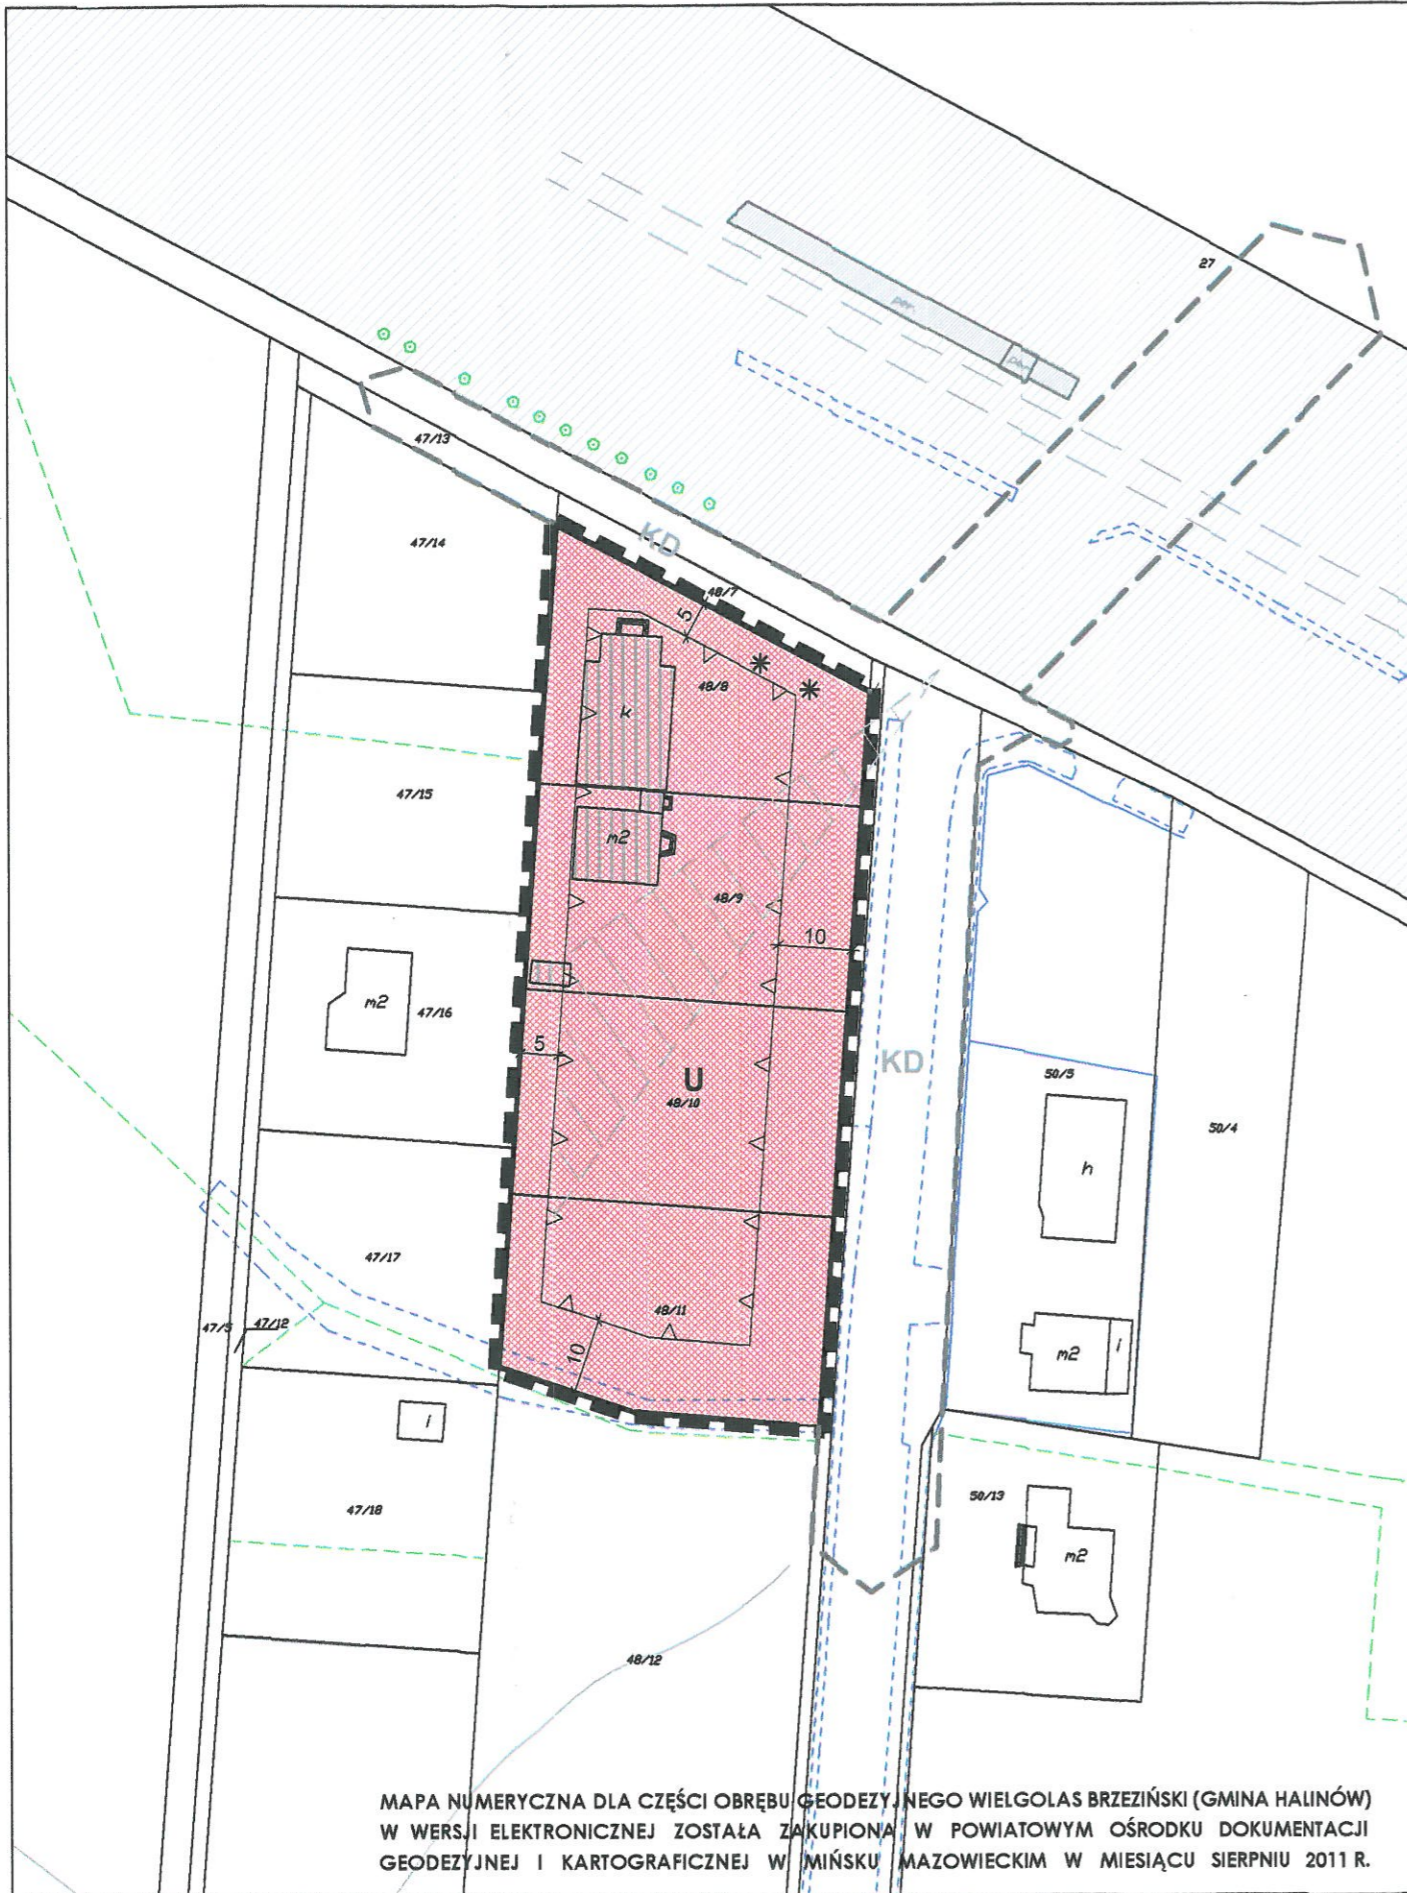 27
per.
47/13
KD
47/14
48/7
5
48/8
k
47/15
m2
48/9
10
m2
47/16
5
KD
U
48/10
50/5
50/4
h
47/17
47/5
47/12
48/11
10
m2
i
i
47/18
50/13
m2
48/12
MAPA NUMERYCZNA DLA CZĘŚCI OBRĘBU GEODEZYJNEGO WIELGOLAS BRZEZIŃSKI (GMINA HALINÓW)
W WERSJI ELEKTRONICZNEJ ZOSTAŁA ZAKUPIONA W POWIATOWYM OŚRODKU DOKUMENTACJI
GEODEZYJNEJ I KARTOGRAFICZNEJ W MIŃSKU MAZOWIECKIM W MIESIĄCU SIERPNIU 2011 R.